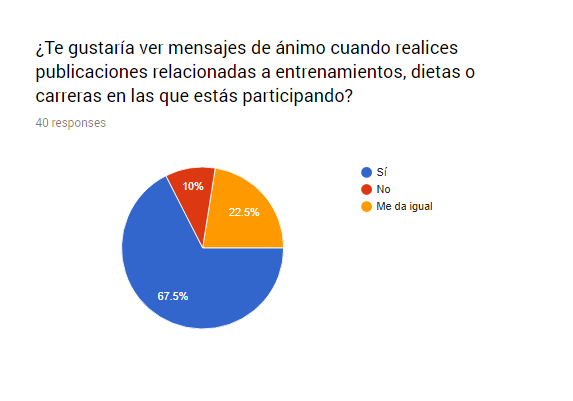 ¿Te gustaría ver mensajes de ánimo cuando realices
publicaciones relacionadas a entrenamientos, dietas o
carreras en las que estás participando?
40 responses
Sí
No
Me da igual
10%
22.5%
67.5%